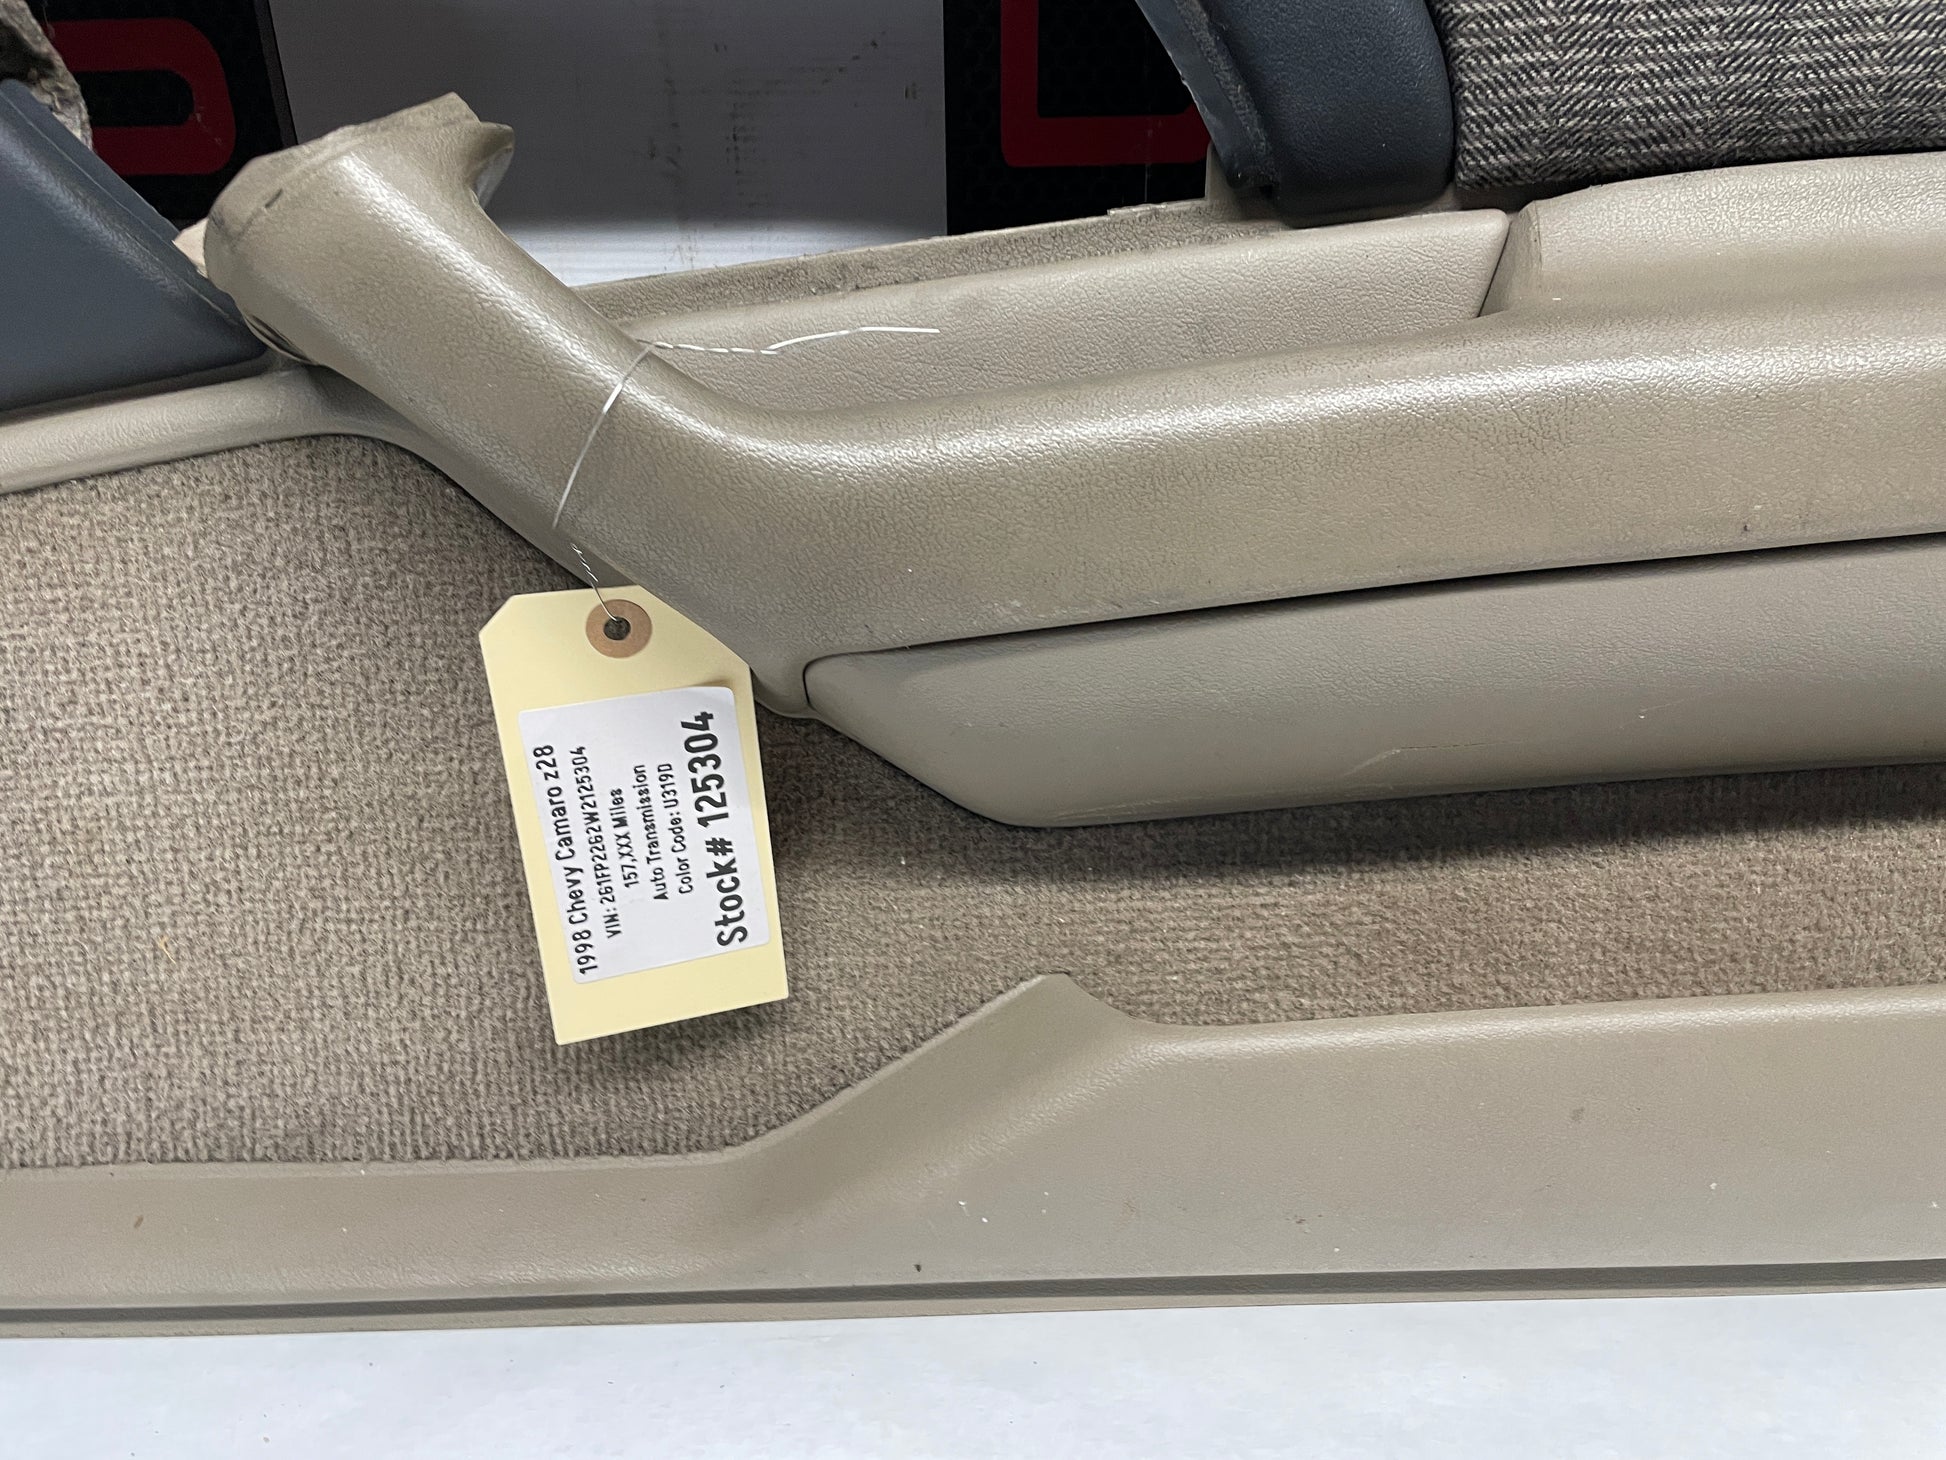 1998 Chevy Camaro z28
VIN: 2G1FP22G2W2125304
157,XXX Miles
Auto Transmission
Color Code: U319D
Stock# 125304